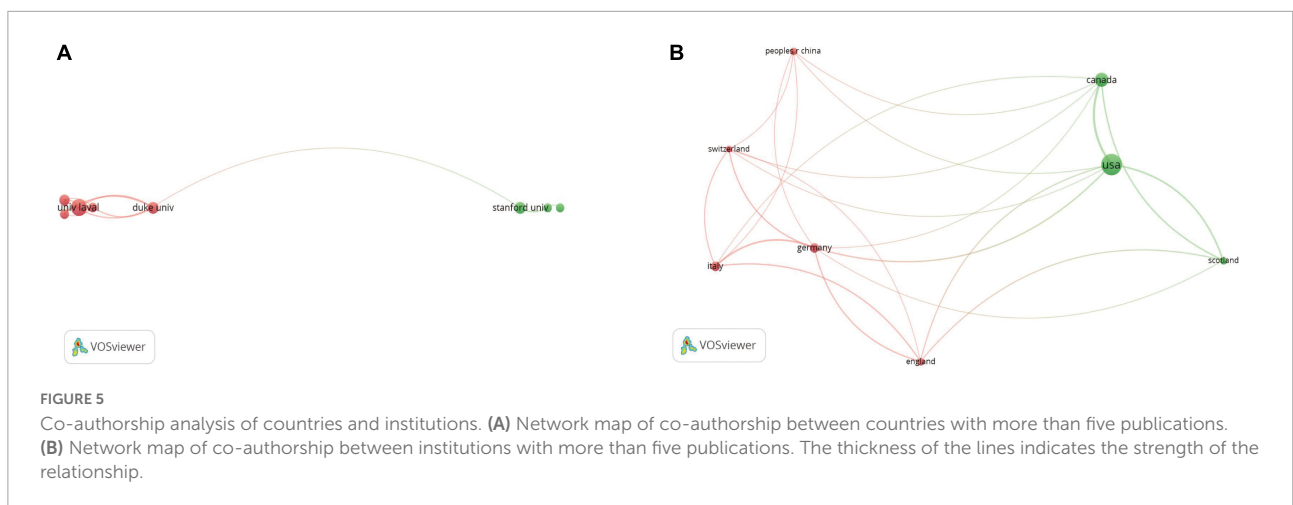 A
B
peoples r china
canada
switzerland
usa
univ laval
duke univ
stanford univ
germany
italy
scotland
VOSviewer
VOSviewer
england
FIGURE 5
Co-authorship analysis of countries and institutions. (A) Network map of co-authorship between countries with more than five publications.
(B) Network map of co-authorship between institutions with more than five publications. The thickness of the lines indicates the strength of the
relationship.